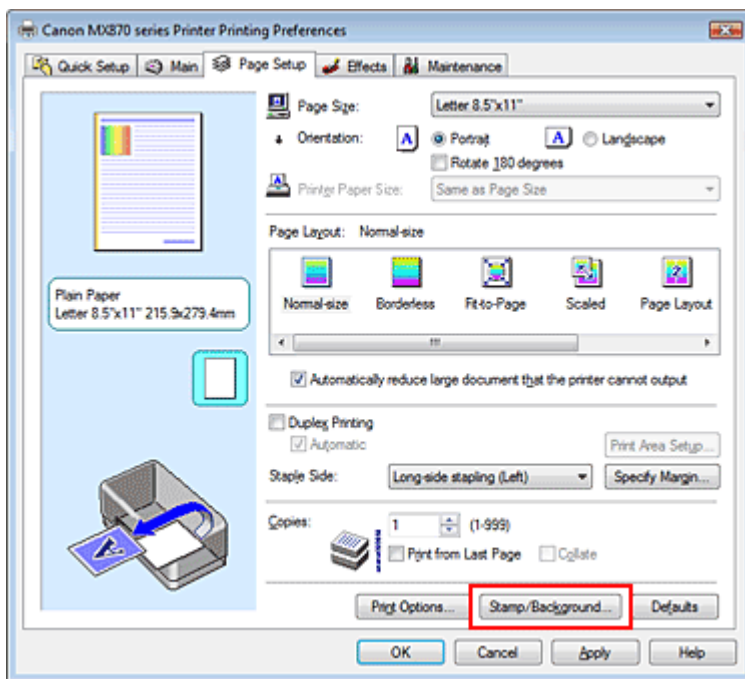 Canon MX870 series Printer Printing Preferences
Quick Setup Main Page Setup Effects Maintenance
Page Size: Letter 8.5"x11"
Orientation: A Portrait A Landscape
Rotate 180 degrees
Printer Paper Size: Same as Page Size
Page Layout: Normal-size
Normal-size Borderless Fit-to-Page Scaled Page Layout
Plain Paper
Letter 8.5"x11" 215.9x279.4mm
Automatically reduce large document that the printer cannot output
Duplex Printing
Automatic Print Area Setup...
Staple Side: Long-side stapling (Left) Specify Margin...
Copies: 1 (1-999)
Print from Last Page Collate
Print Options... Stamp/Background... Defaults
OK Cancel Apply Help